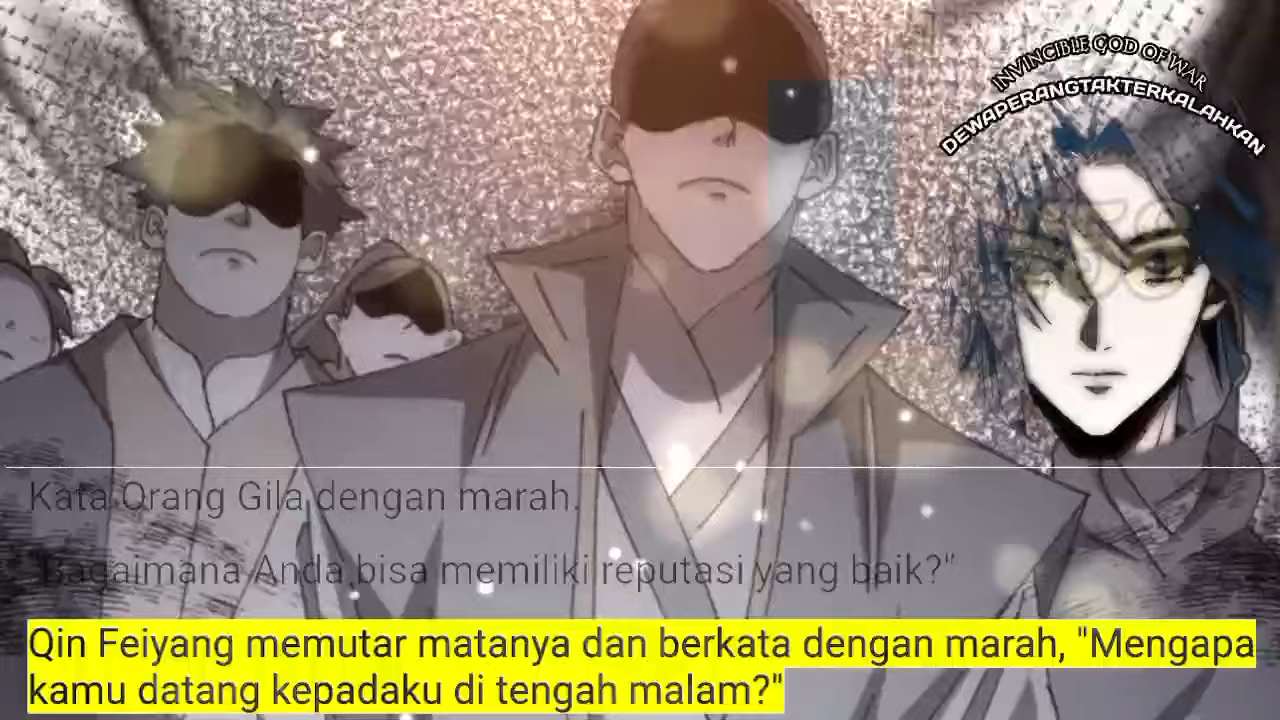 INVINCIBLE GOD OF WAR
DEWAPERANGTAKTERKALAHKAN
Kata Orang Gila dengan marah.
"Bagaimana Anda bisa memiliki reputasi yang baik?"
Qin Feiyang memutar matanya dan berkata dengan marah, "Mengapa
kamu datang kepadaku di tengah malam?"